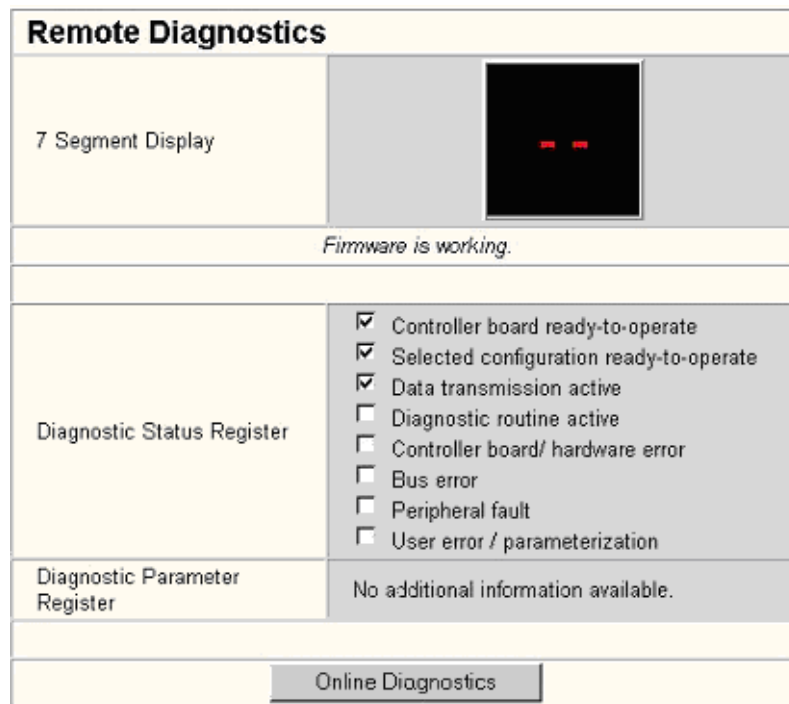 Remote Diagnostics
7 Segment Display
- -
Firmware is working.
Diagnostic Status Register
Controller board ready-to-operate
Selected configuration ready-to-operate
Data transmission active
Diagnostic routine active
Controller board/ hardware error
Bus error
Peripheral fault
User error / parameterization
Diagnostic Parameter
Register
No additional information available.
Online Diagnostics